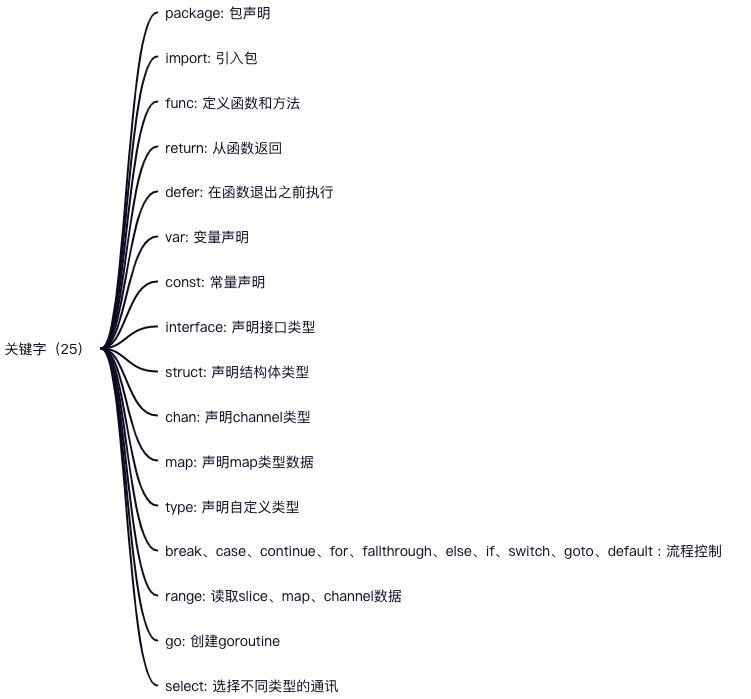 package: 包声明
import: 引入包
func: 定义函数和方法
return: 从函数返回
defer: 在函数退出之前执行
var: 变量声明
const: 常量声明
interface: 声明接口类型
关键字（25）
struct: 声明结构体类型
chan: 声明channel类型
map: 声明map类型数据
type: 声明自定义类型
break、case、continue、for、fallthrough、else、if、switch、goto、default : 流程控制
range: 读取slice、map、channel数据
go: 创建goroutine
select: 选择不同类型的通讯